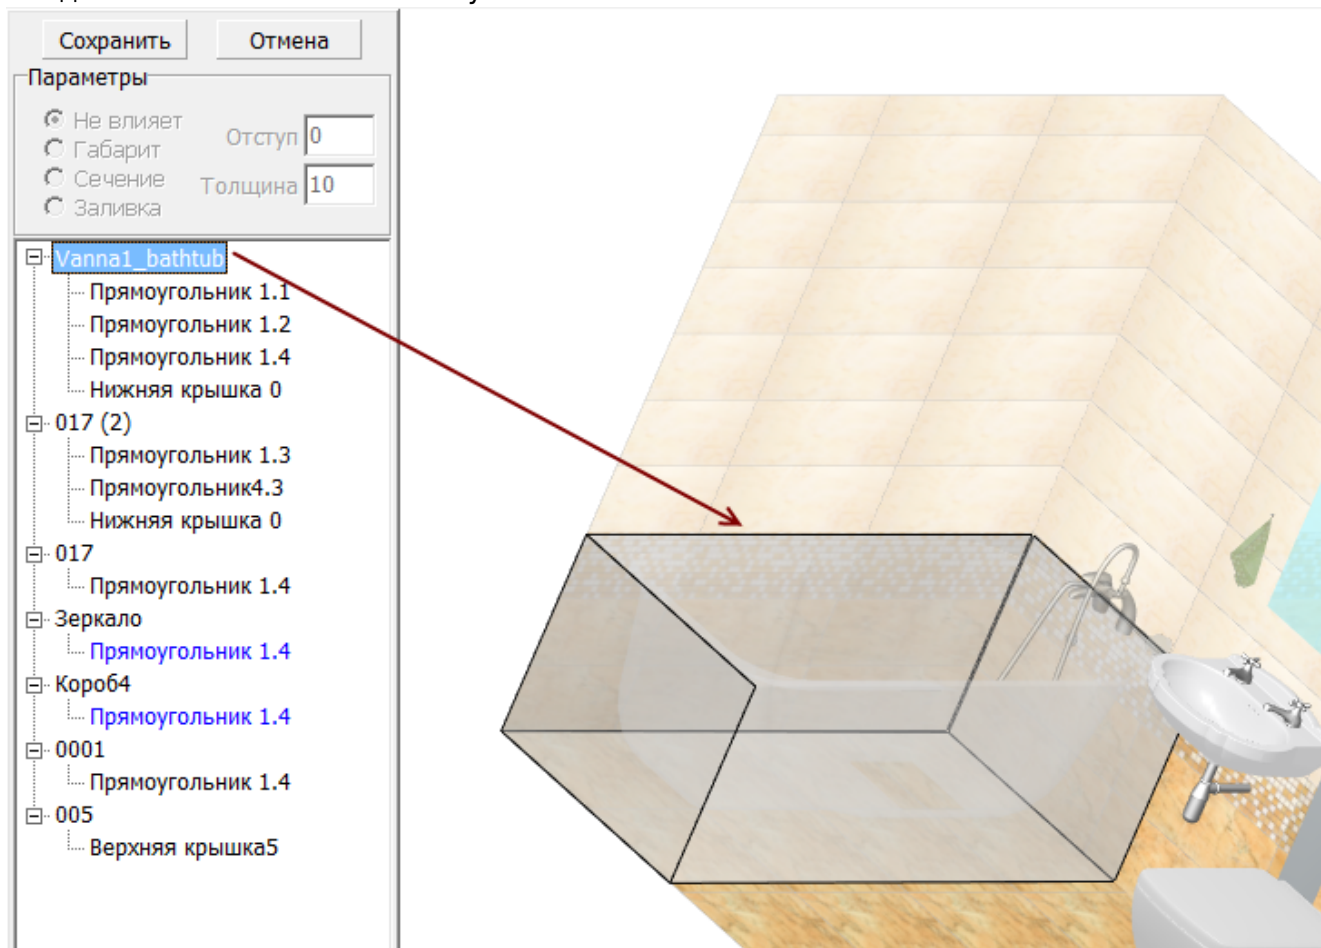 Сохранить Отмена
Параметры
Не влияет
Габарит
Сечение
Заливка
Отступ 0
Толщина 10
Vanna1_bathtub
Прямоугольник 1.1
Прямоугольник 1.2
Прямоугольник 1.4
Нижняя крышка 0
017 (2)
Прямоугольник 1.3
Прямоугольник4.3
Нижняя крышка 0
017
Прямоугольник 1.4
Зеркало
Прямоугольник 1.4
Короб4
Прямоугольник 1.4
0001
Прямоугольник 1.4
005
Верхняя крышка5